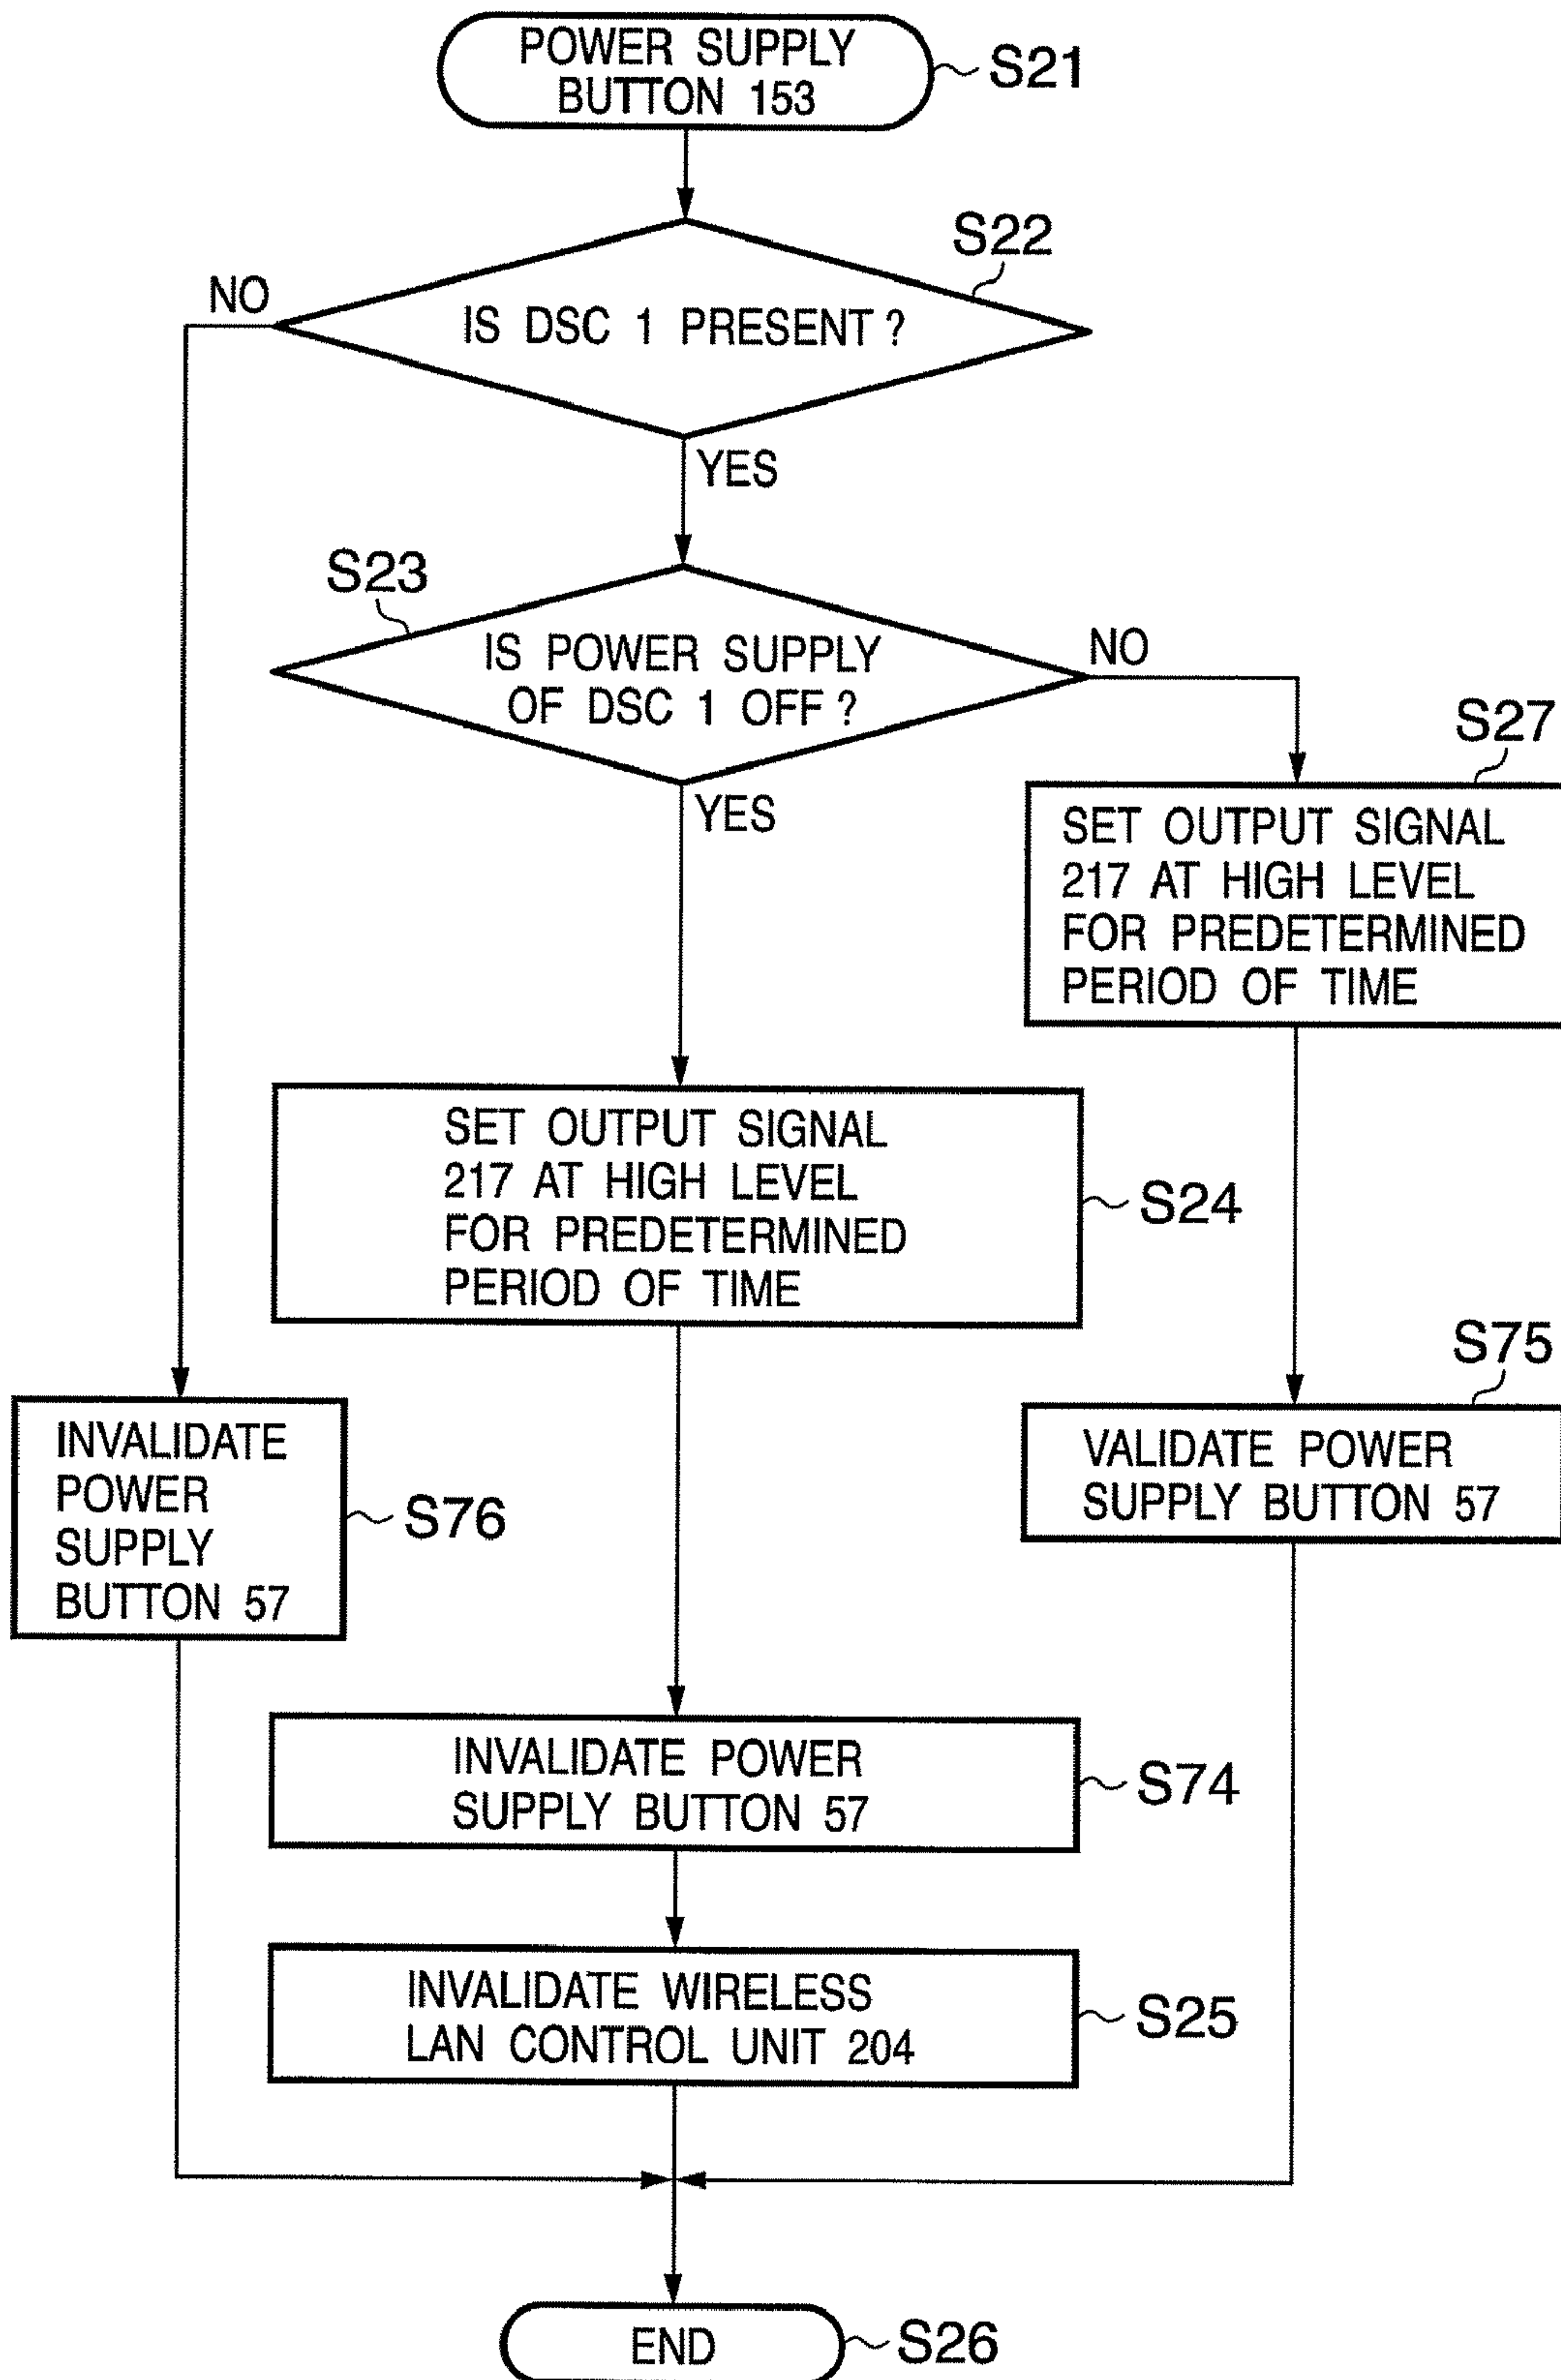 POWER SUPPLY
BUTTON 153
S21
S22
NO
IS DSC 1 PRESENT ?
YES
S23
IS POWER SUPPLY
OF DSC 1 OFF ?
NO
YES
S27
SET OUTPUT SIGNAL
217 AT HIGH LEVEL
FOR PREDETERMINED
PERIOD OF TIME
SET OUTPUT SIGNAL
217 AT HIGH LEVEL
FOR PREDETERMINED
PERIOD OF TIME
S24
S75
VALIDATE POWER
SUPPLY BUTTON 57
INVALIDATE
POWER
SUPPLY
BUTTON 57
S76
INVALIDATE POWER
SUPPLY BUTTON 57
S74
INVALIDATE WIRELESS
LAN CONTROL UNIT 204
S25
END
S26